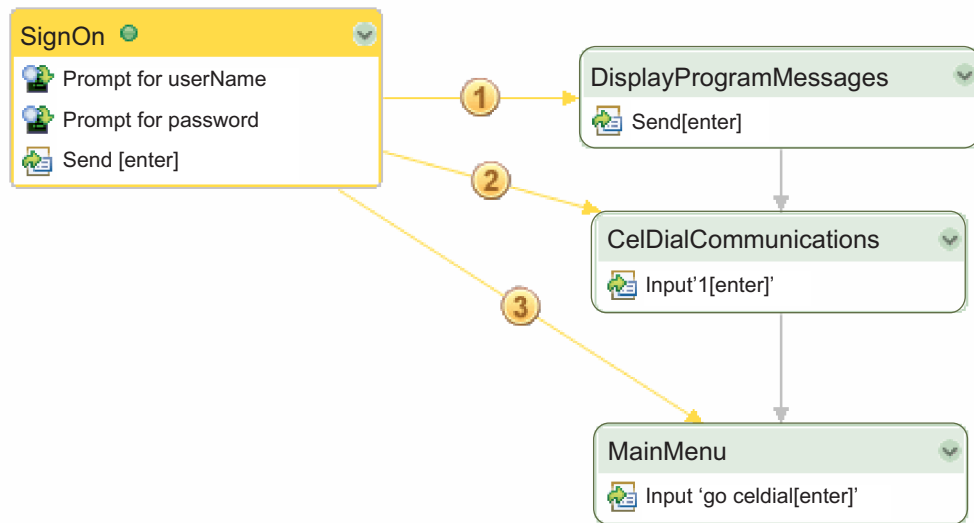 SignOn
Prompt for userName
Prompt for password
Send [enter]
1
DisplayProgramMessages
Send[enter]
2
CelDialCommunications
Input'1[enter]’
3
MainMenu
Input ‘go celdial[enter]’